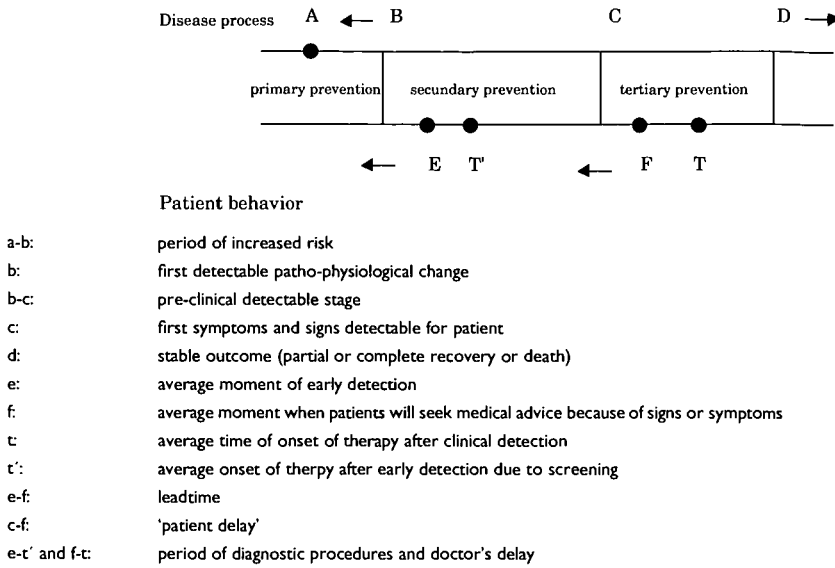 Disease process A B C D
primary prevention secundary prevention tertiary prevention
E T' F T
Patient behavior
a-b: period of increased risk
b: first detectable patho-physiological change
b-c: pre-clinical detectable stage
c: first symptoms and signs detectable for patient
d: stable outcome (partial or complete recovery or death)
e: average moment of early detection
f: average moment when patients will seek medical advice because of signs or symptoms
t: average time of onset of therapy after clinical detection
t´: average onset of therpy after early detection due to screening
e-f: leadtime
c-f: 'patient delay'
e-t´ and f-t: period of diagnostic procedures and doctor's delay